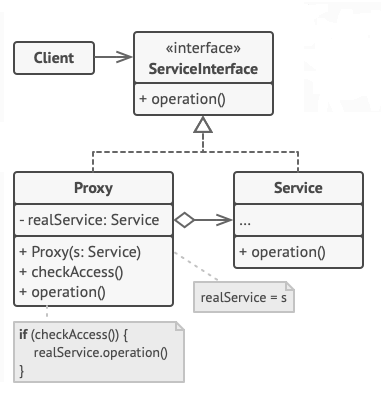 Client
«interface»
ServiceInterface
+ operation()
Proxy
- realService: Service
+ Proxy(s: Service)
+ checkAccess()
+ operation()
Service
...
+ operation()
realService = s
if (checkAccess()) {
realService.operation()
}